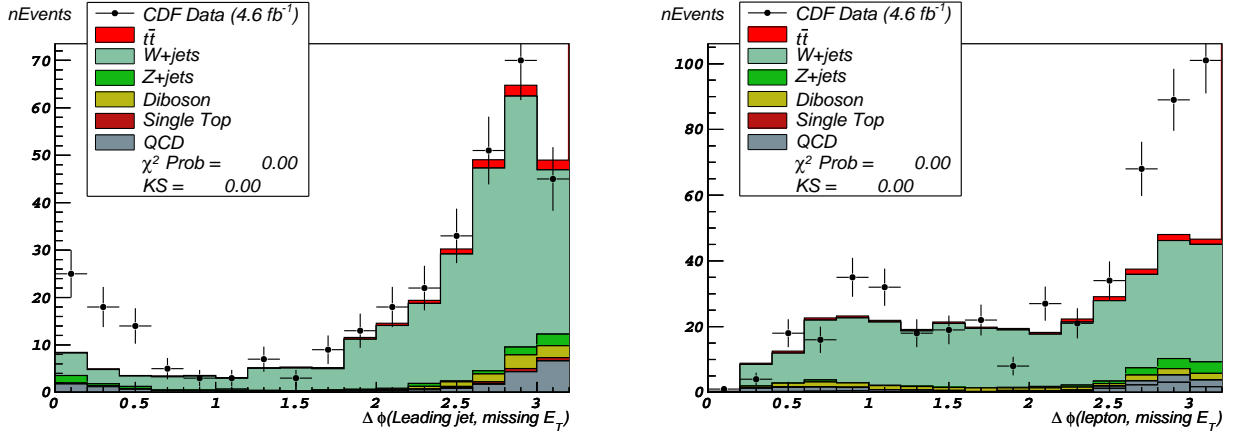 nEvents
CDF Data (4.6 fb⁻¹)
tt̄
W+jets
Z+jets
Diboson
Single Top
QCD
χ² Prob = 0.00
KS = 0.00
70
60
50
40
30
20
10
0
0 0.5 1 1.5 2 2.5 3
Δ ϕ(Leading jet, missing E_T)
nEvents
CDF Data (4.6 fb⁻¹)
tt̄
W+jets
Z+jets
Diboson
Single Top
QCD
χ² Prob = 0.00
KS = 0.00
100
80
60
40
20
0
0 0.5 1 1.5 2 2.5 3
Δ ϕ(lepton, missing E_T)